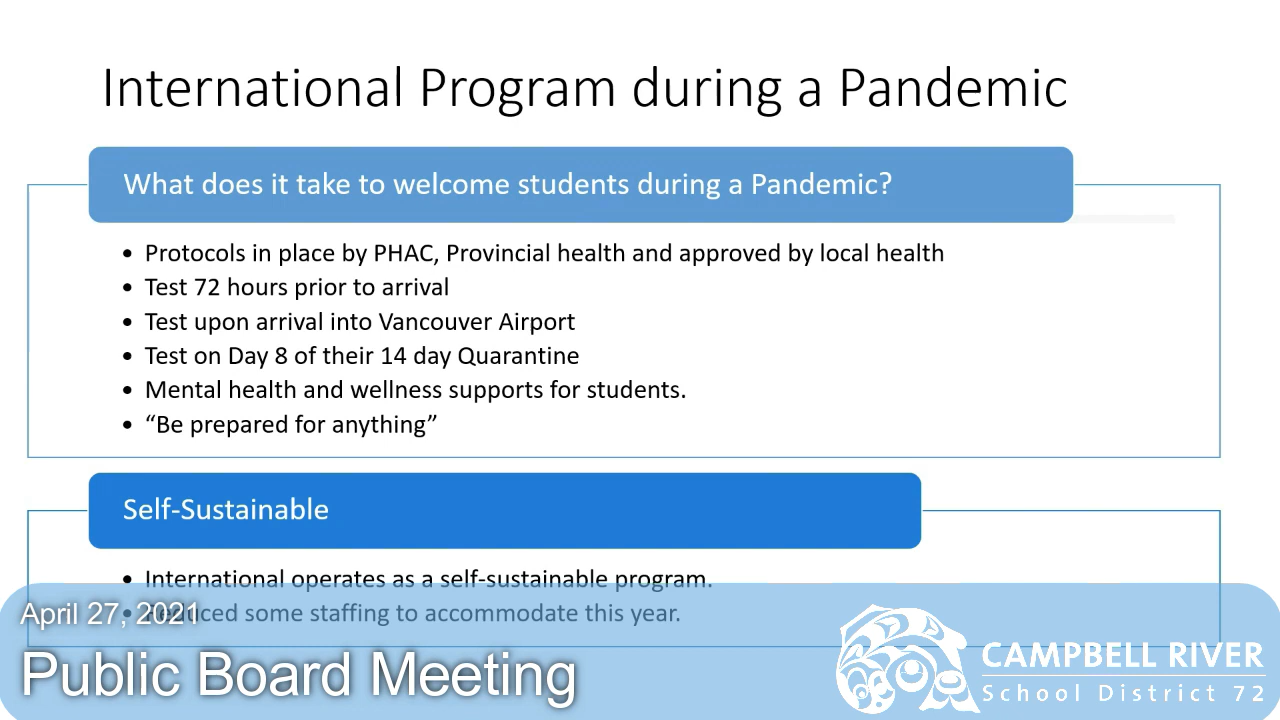 International Program during a Pandemic
What does it take to welcome students during a Pandemic?
• Protocols in place by PHAC, Provincial health and approved by local health
• Test 72 hours prior to arrival
• Test upon arrival into Vancouver Airport
• Test on Day 8 of their 14 day Quarantine
• Mental health and wellness supports for students.
• “Be prepared for anything”
Self-Sustainable
• International operates as a self-sustainable program.
• Reduced some staffing to accommodate this year.
April 27, 2021
Public Board Meeting
CAMPBELL RIVER
School District 72